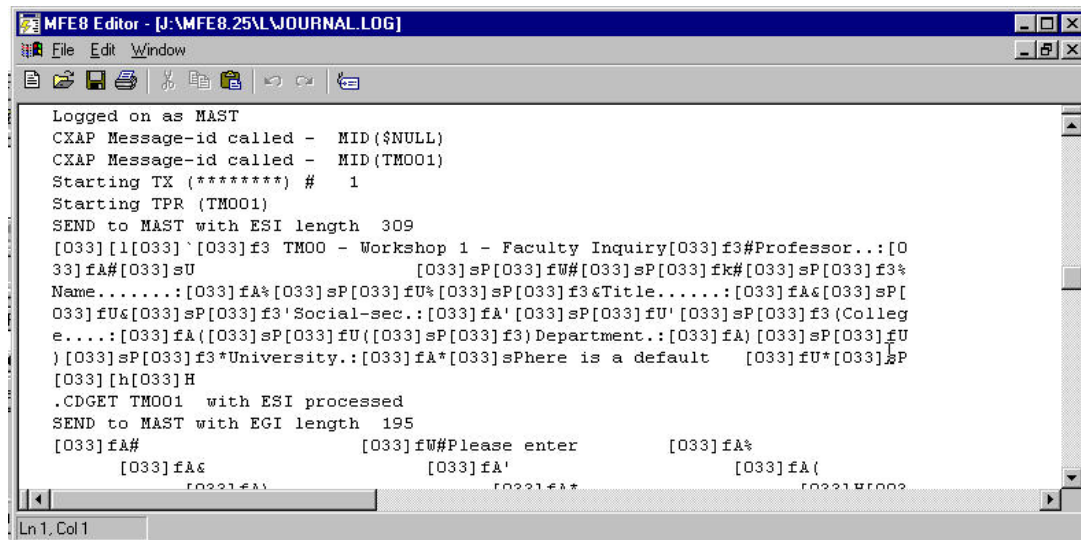 MFE8 Editor - [J:\MFE8.25\L\JOURNAL.LOG]
File Edit Window
Logged on as MAST
CXAP Message-id called - MID($NULL)
CXAP Message-id called - MID(TM001)
Starting TX (********) # 1
Starting TPR (TM001)
SEND to MAST with ESI length 309
[033][1[033]`[033]f3 TM00 - Workshop 1 - Faculty Inquiry[033]f3#Professor..:[0
33]fA#[033]sU [033]sP[033]fW#[033]sP[033]fk#[033]sP[033]f3%
Name.......:[033]fA%[033]sP[033]fU%[033]sP[033]f3&Title......:[033]fA&[033]sP[
033]fU&[033]sP[033]f3'Social-sec.:[033]fA'[033]sP[033]fU'[033]sP[033]f3(Colleg
e....:[033]fA([033]sP[033]fU([033]sP[033]f3)Department.:[033]fA)[033]sP[033]fU
)[033]sP[033]f3*University.:[033]fA*[033]sPhere is a default [033]fU*[033]sP
[033][h[033]H
.CDGET TM001 with ESI processed
SEND to MAST with EGI length 195
[033]fA# [033]fW#Please enter [033]fA%
[033]fA& [033]fA' [033]fA(
[033]fA) [033]fA*
Ln 1, Col 1